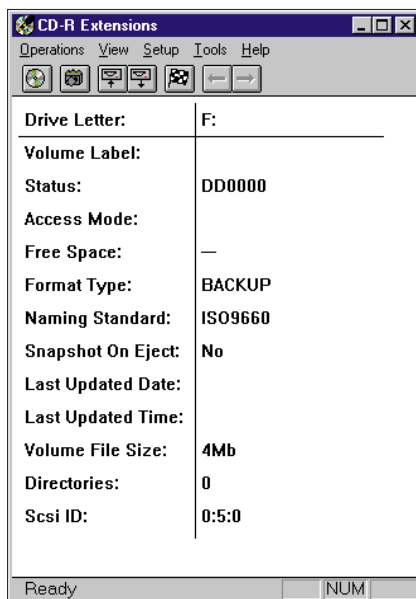 CD-R Extensions
Operations View Setup Tools Help
Drive Letter: F:
Volume Label:
Status: DD0000
Access Mode:
Free Space: —
Format Type: BACKUP
Naming Standard: ISO9660
Snapshot On Eject: No
Last Updated Date:
Last Updated Time:
Volume File Size: 4Mb
Directories: 0
Scsi ID: 0:5:0
Ready NUM